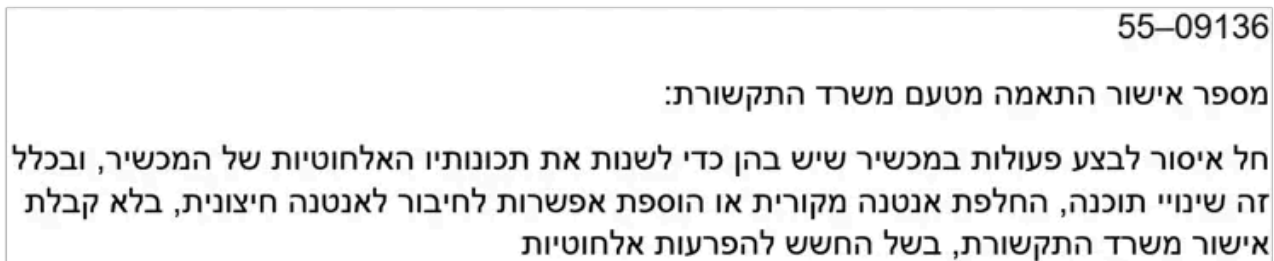 55–09136
מספר אישור התאמה מטעם משרד התקשורת:
חל איסור לבצע פעולות במכשיר שיש בהן כדי לשנות את תכונותיו האלחוטיות של המכשיר, ובכלל
זה שינויי תוכנה, החלפת אנטנה מקורית או הוספת אפשרות לחיבור לאנטנה חיצונית, בלא קבלת
אישור משרד התקשורת, בשל החשש להפרעות אלחוטיות